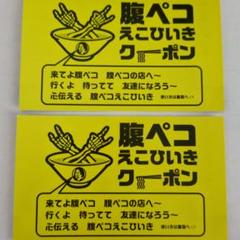 腹ペコ
えこひいき
クーポン
来てよ腹ペコ 腹ペコの店へ〜
行くよ 待ってて 友達になろう〜
伝える 腹ペコえこひいき
腹ペコ
えこひいき
クーポン
来てよ腹ペコ 腹ペコの店へ〜
行くよ 待ってて 友達になろう〜
伝える 腹ペコえこひいき